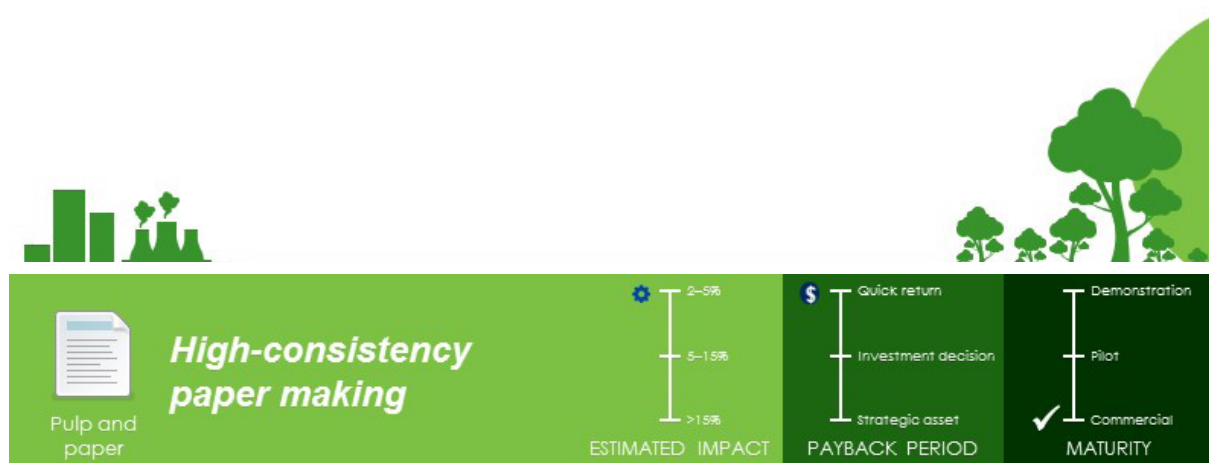 High-consistency
paper making
Pulp and
paper
2–5%
5–15%
>15%
ESTIMATED IMPACT
$
Quick return
Investment decision
Strategic asset
PAYBACK PERIOD
Demonstration
Pilot
Commercial
MATURITY